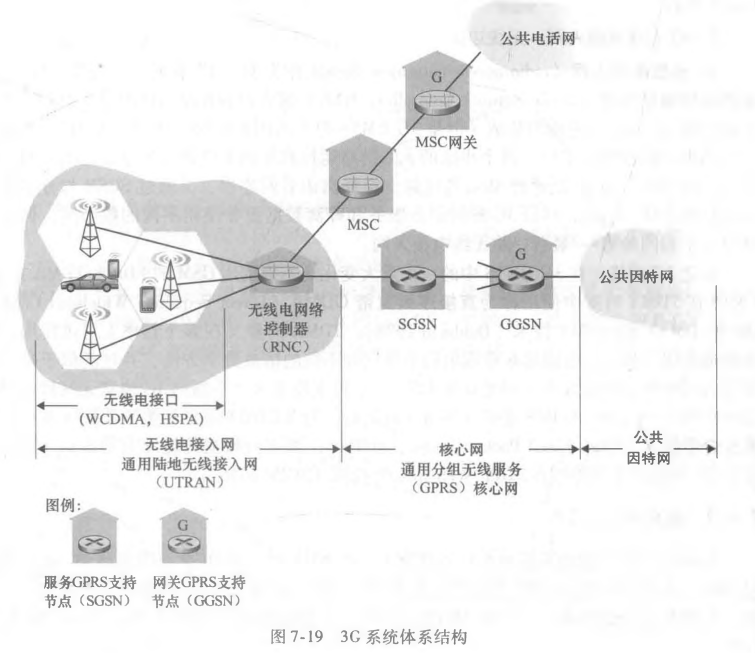 公共电话网
G
MSC网关
MSC
G
公共因特网
无线电网络
控制器
（RNC）
SGSN
GGSN
无线电接口
(WCDMA，HSPA)
无线电接入网
通用陆地无线接入网
（UTRAN）
核心网
通用分组无线服务
（GPRS）核心网
公共
因特网
图例:
G
服务GPRS支持
节点（SGSN）
网关GPRS支持
节点（GGSN）
图 7-19 3G 系统体系结构